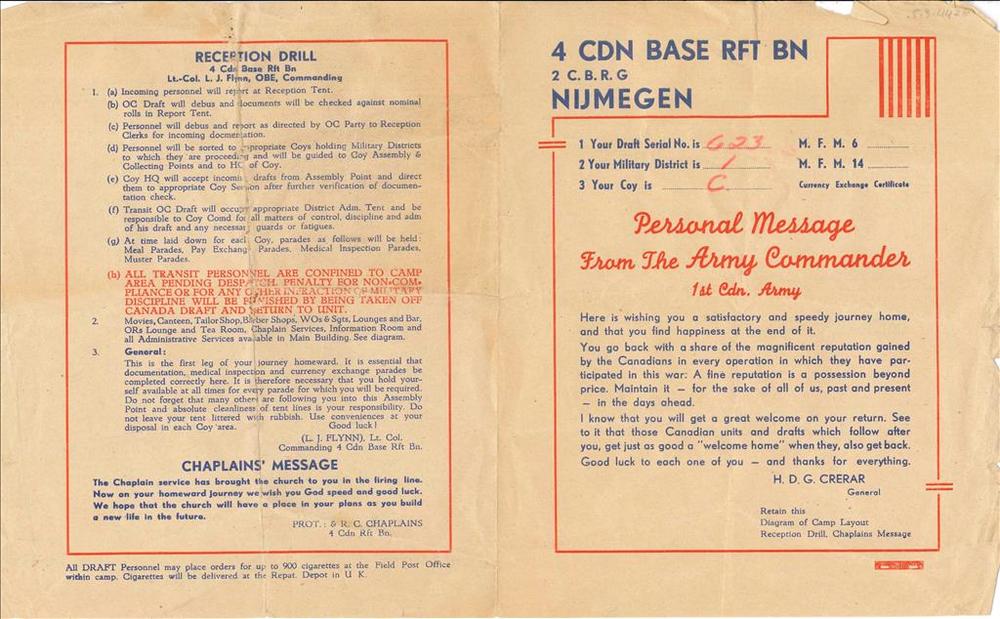 RECEPTION DRILL
4 Cdn Base Rft Bn
Lt.-Col. L. J. Flynn, OBE, Commanding
1. (a) Incoming personnel will report at Reception Tent.
(b) OC Draft will debus and documents will be checked against nominal
rolls in Report Tent.
(c) Personnel will debus and report as directed by OC Party to Reception
Clerks for incoming documentation.
(d) Personnel will be sorted to appropriate Coys holding Military Districts
to which they are proceeding and will be guided to Coy Assembly &
Collecting Points and to HQ of Coy.
(e) Coy HQ will accept incoming drafts from Assembly Point and direct
them to appropriate Coy Section after further verification of documen-
tation check.
(f) Transit OC Draft will occupy appropriate District Adm. Tent and be
responsible to Coy Comd for all matters of control, discipline and adm
of his draft and any necessary guards or fatigues.
(g) At time laid down for each Coy, parades as follows will be held:
Meal Parades, Pay Exchange Parades, Medical Inspection Parades,
Muster Parades.
(h) ALL TRANSIT PERSONNEL ARE CONFINED TO CAMP
AREA PENDING DESPATCH. PENALTY FOR NON-COM-
PLIANCE OR FOR ANY OTHER INFRACTION OF MILITARY
DISCIPLINE WILL BE PUNISHED BY BEING TAKEN OFF
CANADA DRAFT AND RETURN TO UNIT.
2. Movies, Canteen, Tailor Shop, Barber Shops, WOs & Sgts, Lounges and Bar,
ORs Lounge and Tea Room, Chaplain Services, Information Room and
all Administrative Services available in Main Building. See diagram.
3. General:
This is the first leg of your journey homeward. It is essential that
documentation, medical inspection and currency exchange parades be
completed correctly here. It is therefore necessary that you hold your-
self available at all times for every parade for which you will be required.
Do not forget that many others are following you into this Assembly
Point and absolute cleanliness of tent lines is your responsibility. Do
not leave your tent littered with rubbish. Use conveniences at your
disposal in each Coy area. Good luck!
(L. J. FLYNN), Lt. Col.
Commanding 4 Cdn Base Rft Bn.
CHAPLAINS' MESSAGE
The Chaplain service has brought the church to you in the firing line.
Now on your homeward journey we wish you God speed and good luck.
We hope that the church will have a place in your plans as you build
a new life in the future.
PROT.: & R. C. CHAPLAINS
4 Cdn Rft Bn.
All DRAFT Personnel may place orders for up to 900 cigarettes at the Field Post Office
within camp. Cigarettes will be delivered at the Repat. Depot in U K.
4 CDN BASE RFT BN
2 C.B.R.G
NIJMEGEN
1 Your Draft Serial No. is G 23 M. F. M. 6
2 Your Military District is 1 M. F. M. 14
3 Your Coy is C Currency Exchange Certificate
Personal Message
From The Army Commander
1st Cdn. Army
Here is wishing you a satisfactory and speedy journey home,
and that you find happiness at the end of it.
You go back with a share of the magnificent reputation gained
by the Canadians in every operation in which they have par-
ticipated in this war: A fine reputation is a possession beyond
price. Maintain it — for the sake of all of us, past and present
— in the days ahead.
I know that you will get a great welcome on your return. See
to it that those Canadian units and drafts which follow after
you, get just as good a "welcome home" when they, also get back.
Good luck to each one of you — and thanks for everything.
H. D. G. CRERAR
General
Retain this
Diagram of Camp Layout
Reception Drill, Chaplains Message